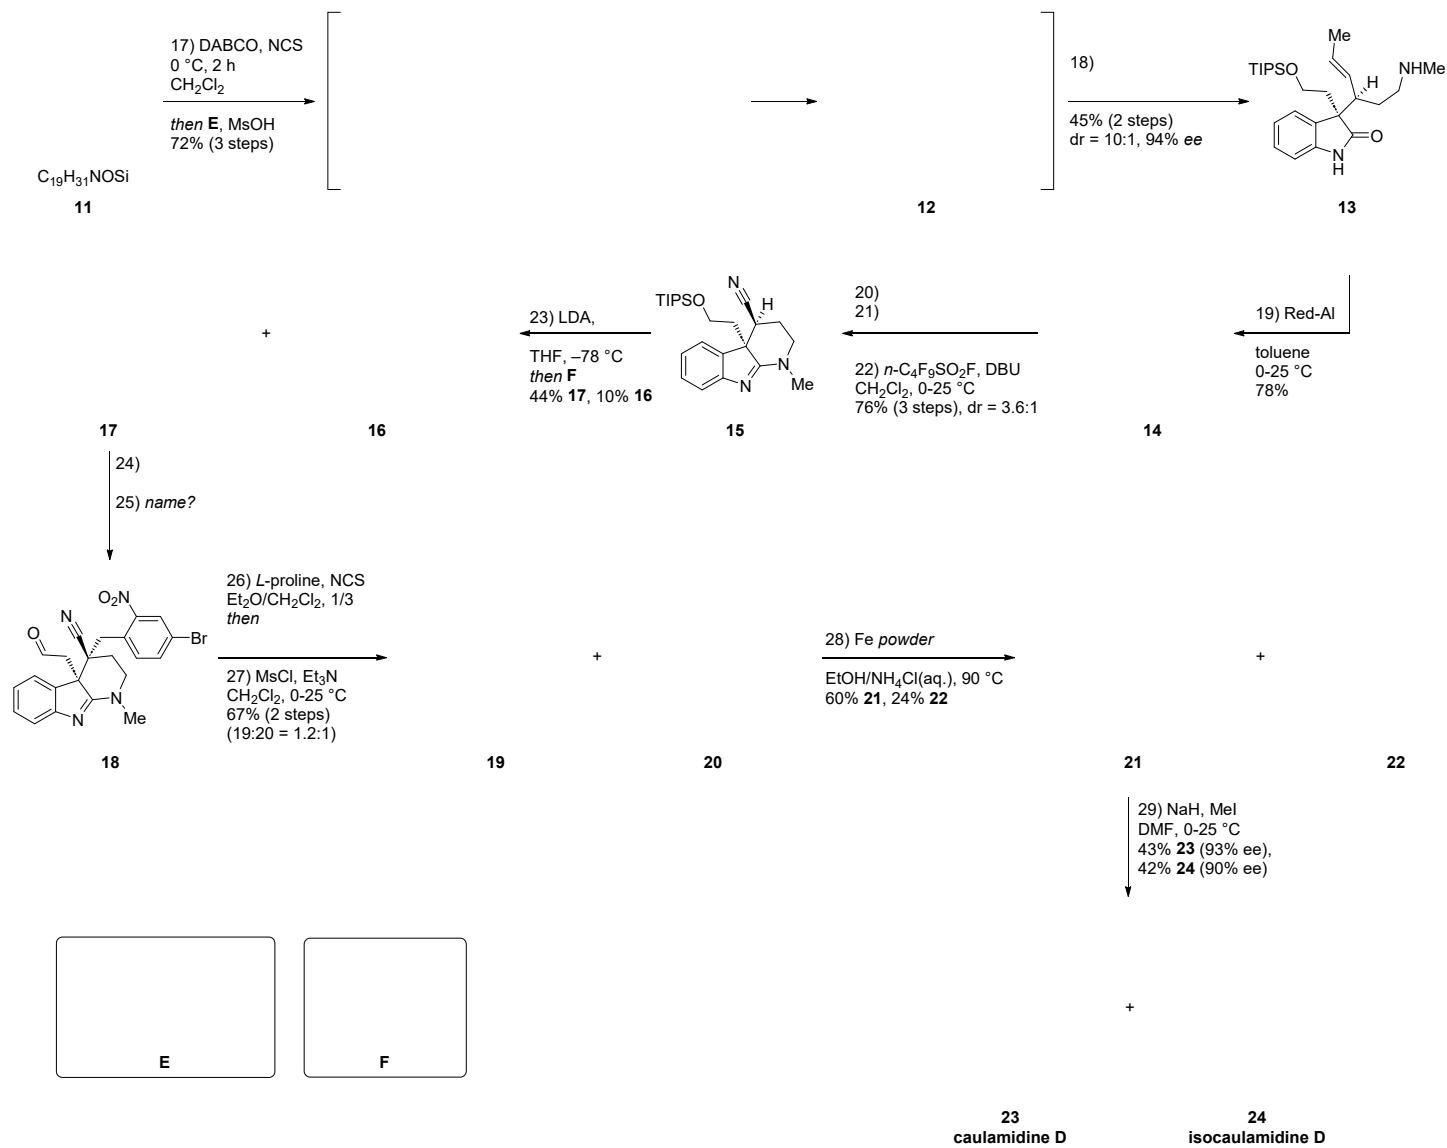 17) DABCO, NCS
0 °C, 2 h
CH2Cl2
then E, MsOH
72% (3 steps)
C19H31NOSi
11
12
18)
45% (2 steps)
dr = 10:1, 94% ee
Me
TIPSO
H
NHMe
O
N
H
13
19) Red-Al
toluene
0-25 °C
78%
14
20)
21)
22) n-C4F9SO2F, DBU
CH2Cl2, 0-25 °C
76% (3 steps), dr = 3.6:1
N
TIPSO
H
N
N
Me
15
23) LDA,
THF, –78 °C
then F
44% 17, 10% 16
+
17
16
24)
25) name?
O2N
N
O
Br
N
N
Me
18
26) L-proline, NCS
Et2O/CH2Cl2, 1/3
then
27) MsCl, Et3N
CH2Cl2, 0-25 °C
67% (2 steps)
(19:20 = 1.2:1)
+
19
20
28) Fe powder
EtOH/NH4Cl(aq.), 90 °C
60% 21, 24% 22
+
21
22
29) NaH, MeI
DMF, 0-25 °C
43% 23 (93% ee),
42% 24 (90% ee)
+
E
F
23
caulamidine D
24
isocaulamidine D